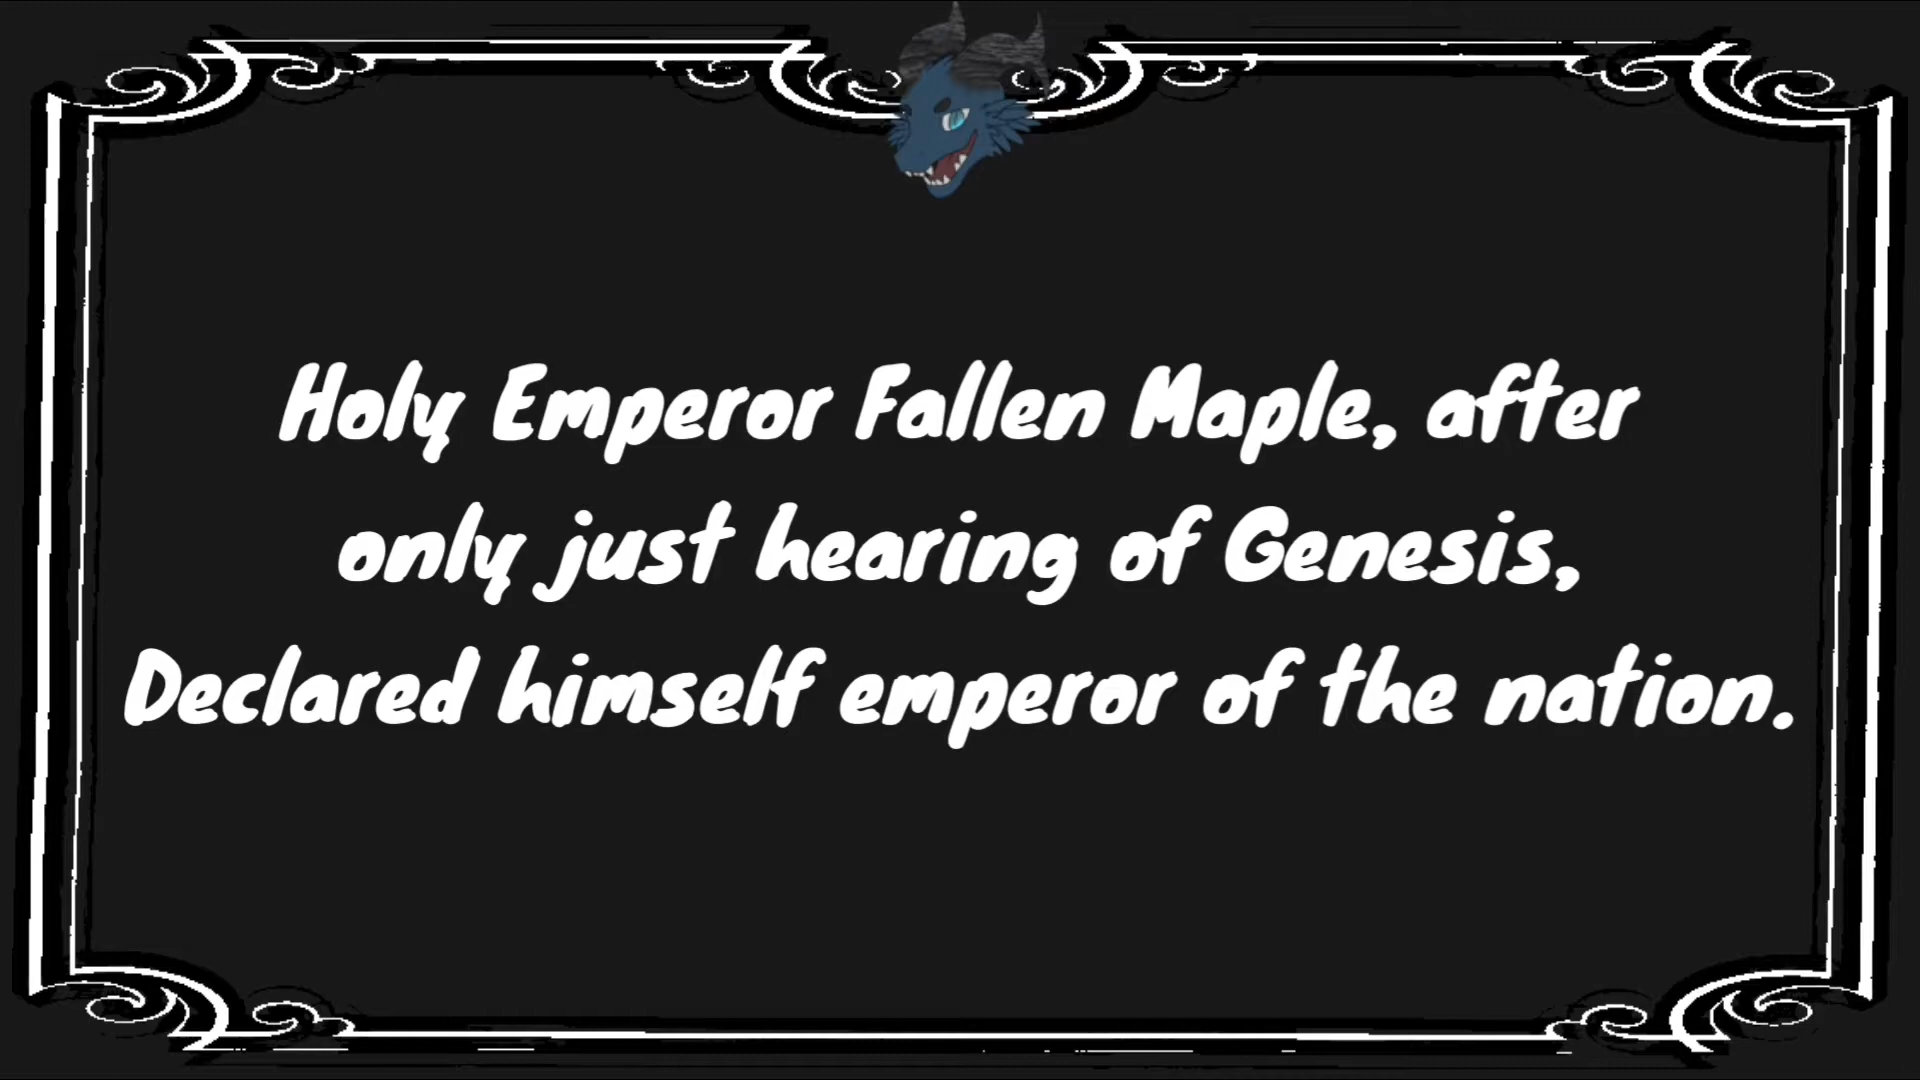 Holy Emperor Fallen Maple, after
only just hearing of Genesis,
Declared himself emperor of the nation.